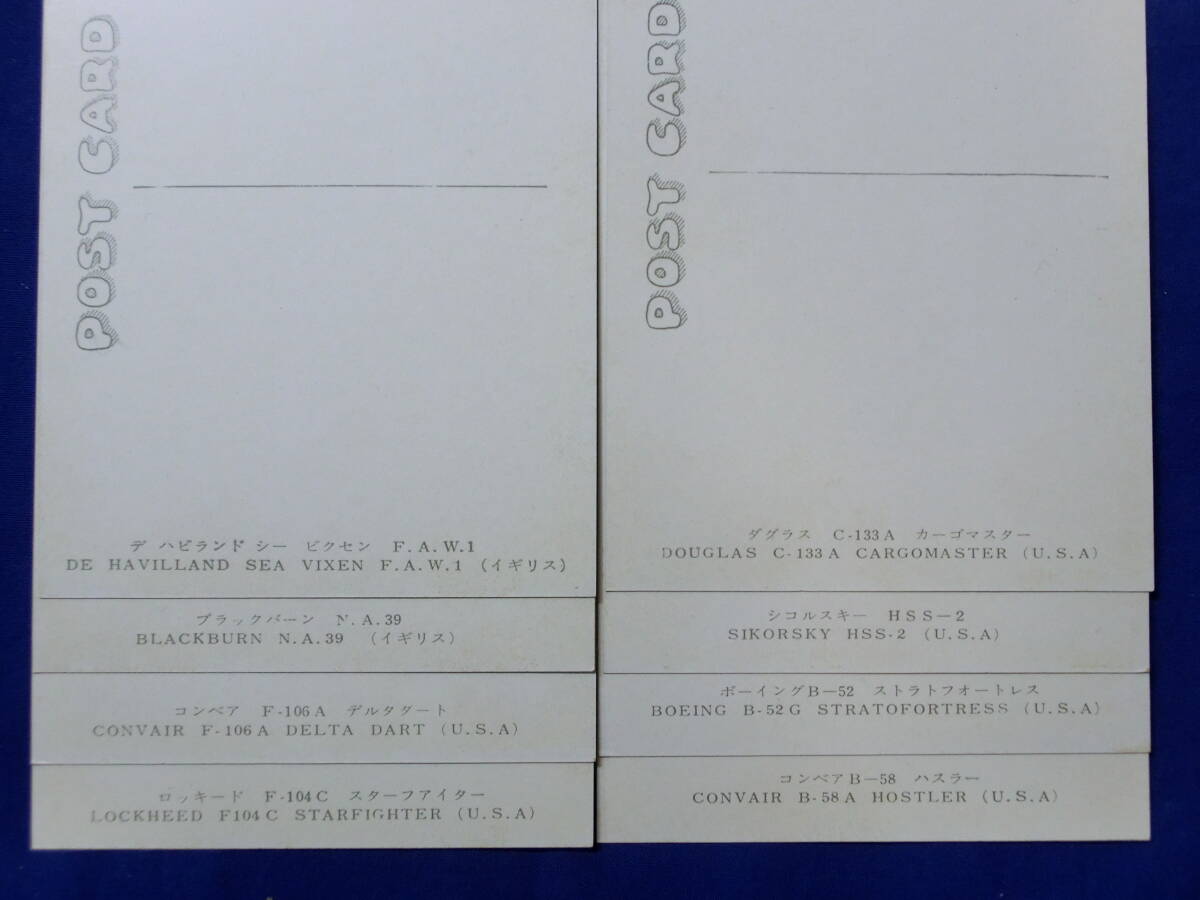 POST CARD
デ ハビランド シー ビクセン F.A.W.1
DE HAVILLAND SEA VIXEN F.A.W.1 (イギリス)
ブラックバーン N.A.39
BLACKBURN N.A.39 (イギリス)
コンベア F-106A デルタダート
CONVAIR F-106A DELTA DART (U.S.A)
ロッキード F-104C スターフアイター
LOCKHEED F104C STARFIGHTER (U.S.A)
POST CARD
ダグラス C-133A カーゴマスター
DOUGLAS C-133A CARGOMASTER (U.S.A)
シコルスキー HSS-2
SIKORSKY HSS-2 (U.S.A)
ボーイングB-52 ストラトフオートレス
BOEING B-52G STRATOFORTRESS (U.S.A)
コンベアB-58 ハスラー
CONVAIR B-58A HOSTLER (U.S.A)